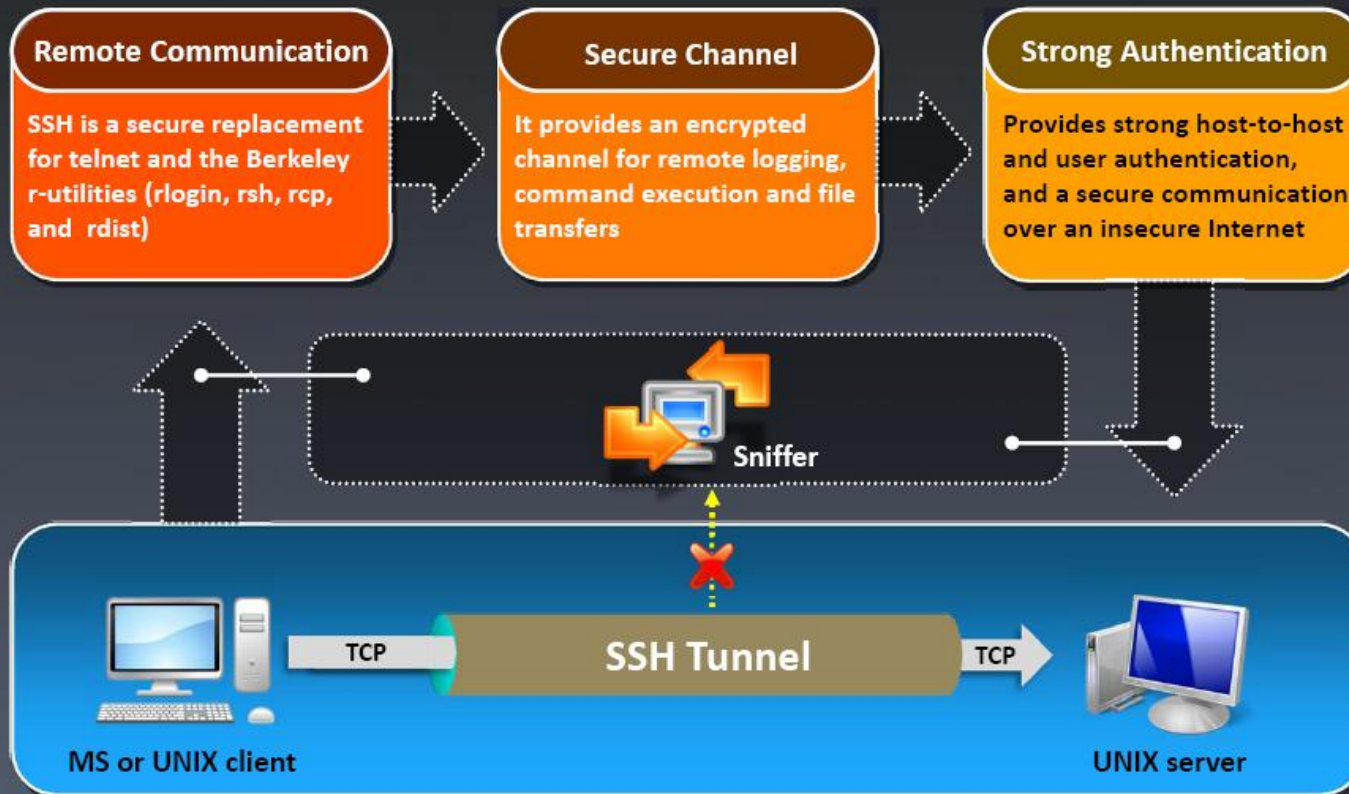 Remote Communication
SSH is a secure replacement
for telnet and the Berkeley
r-utilities (rlogin, rsh, rcp,
and rdist)
Secure Channel
It provides an encrypted
channel for remote logging,
command execution and file
transfers
Strong Authentication
Provides strong host-to-host
and user authentication,
and a secure communication
over an insecure Internet
Sniffer
TCP
SSH Tunnel
TCP
MS or UNIX client
UNIX server